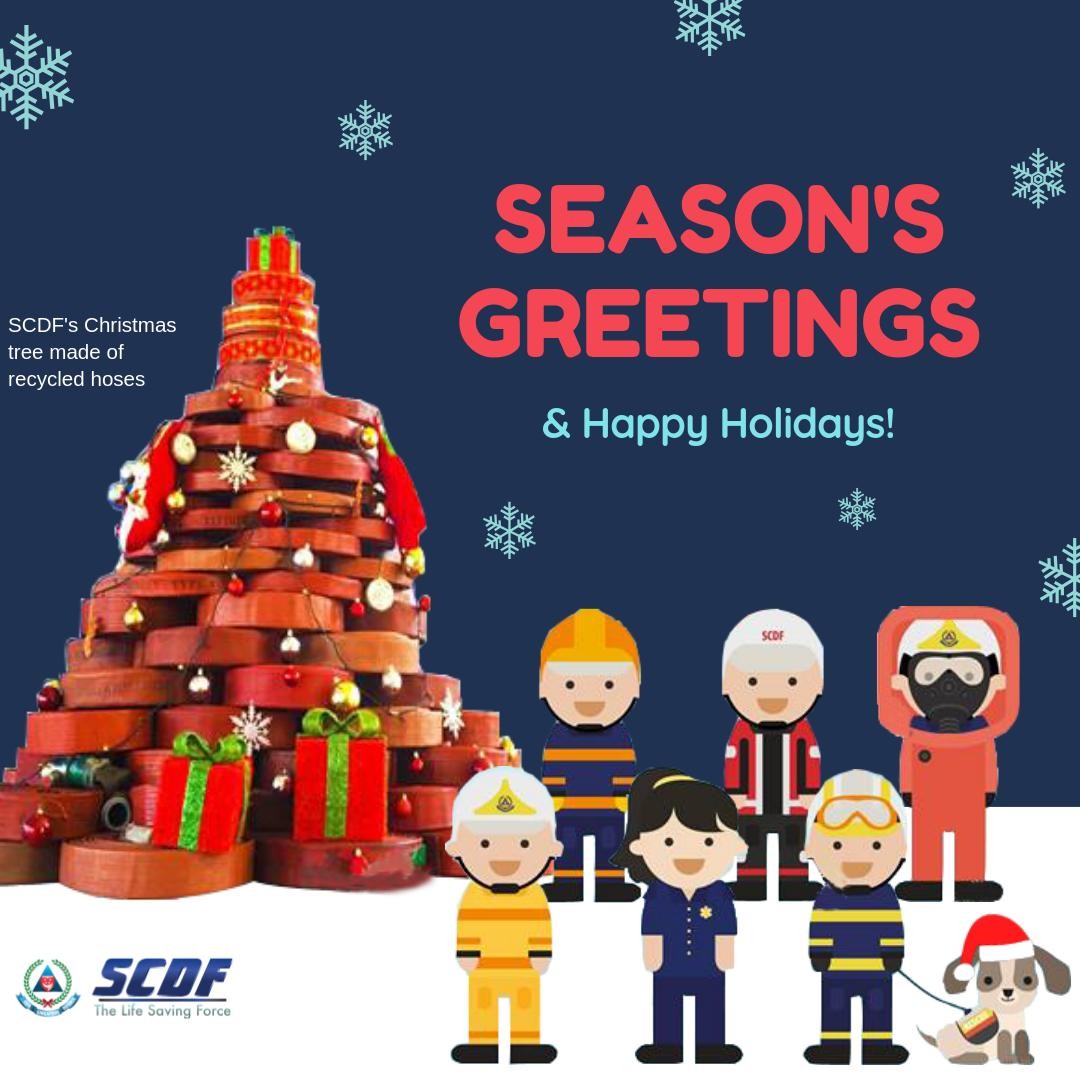 SEASON'S
GREETINGS
& Happy Holidays!
SCDF's Christmas
tree made of
recycled hoses
SCDF
SCDF
The Life Saving Force